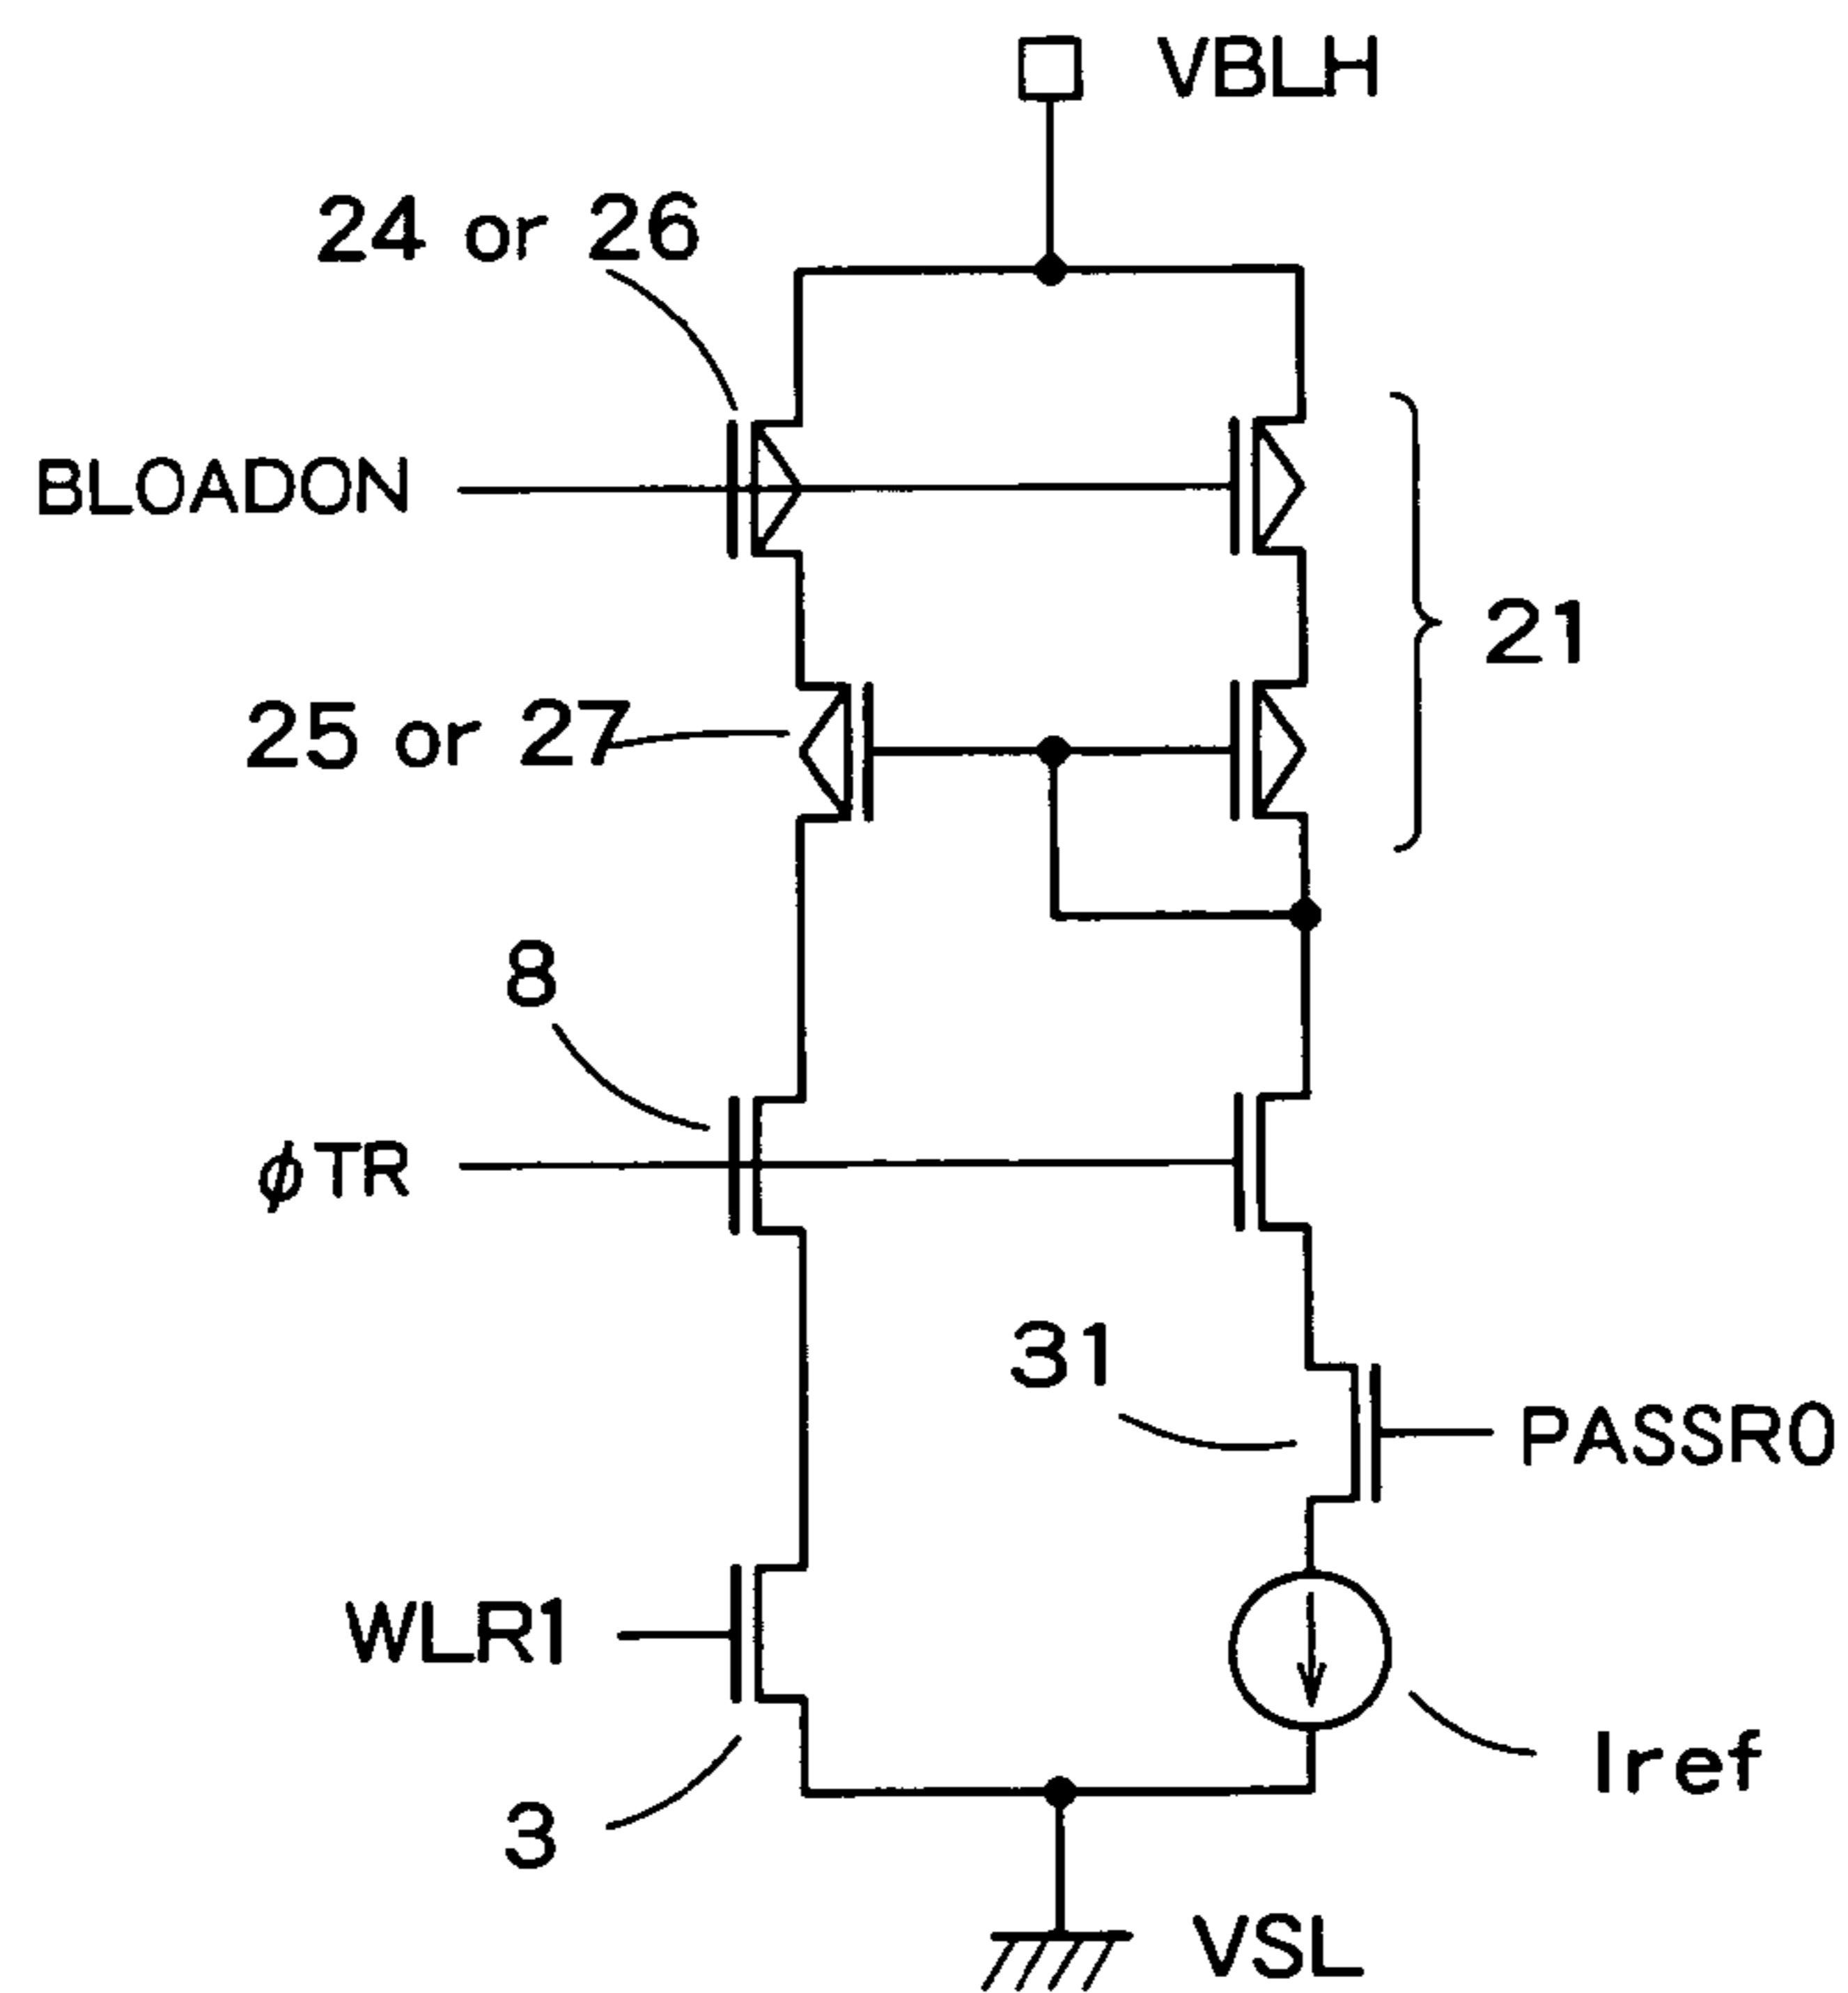 VBLH
24 or 26
BLOADON
21
25 or 27
8
φTR
31
PASSR0
WLR1
Iref
3
VSL